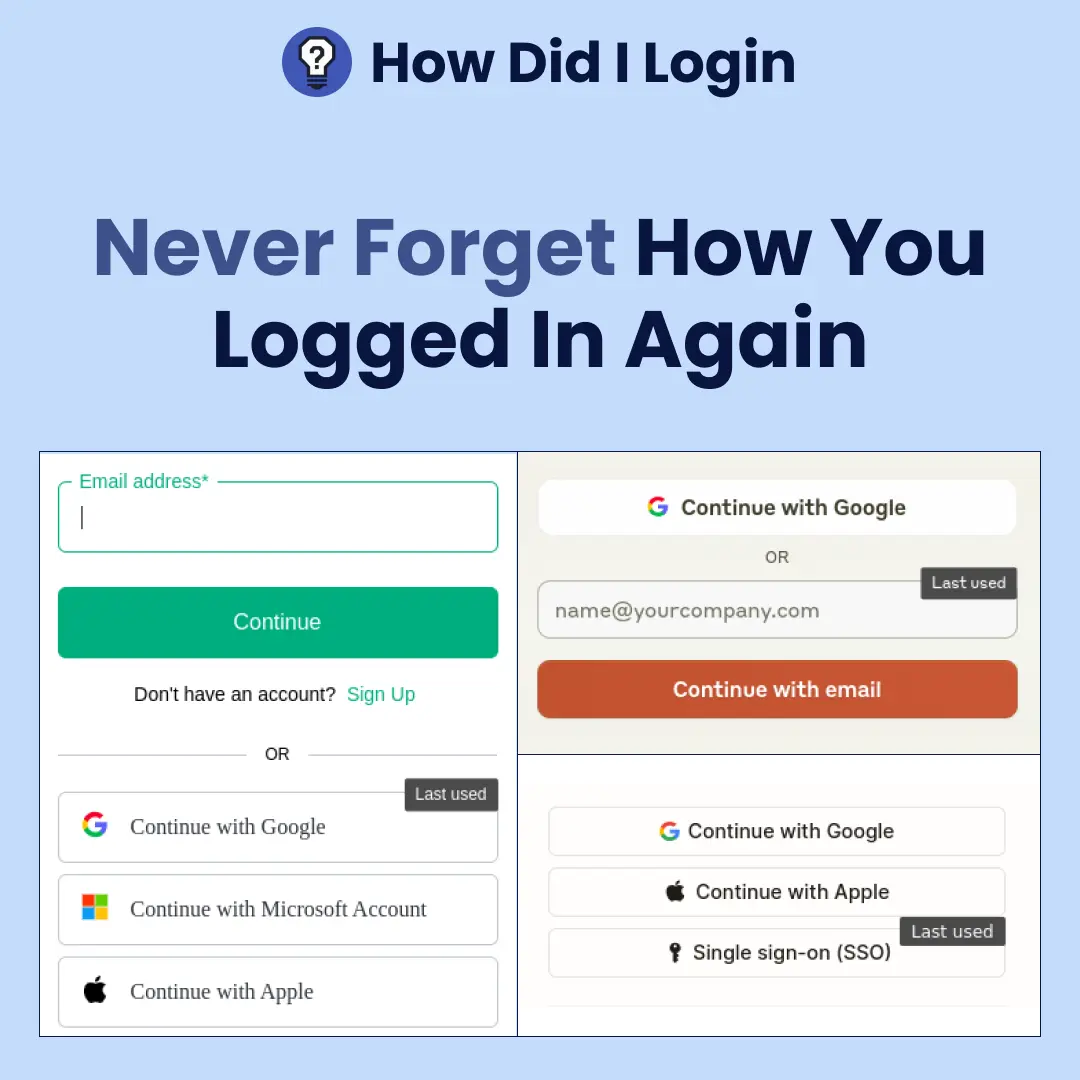 ?
How Did I Login
Never Forget How You
Logged In Again
Email address*
Continue
Don't have an account? Sign Up
OR
Last used
Continue with Google
Continue with Microsoft Account
Continue with Apple
Continue with Google
OR
Last used
name@yourcompany.com
Continue with email
Continue with Google
Continue with Apple
Last used
Single sign-on (SSO)